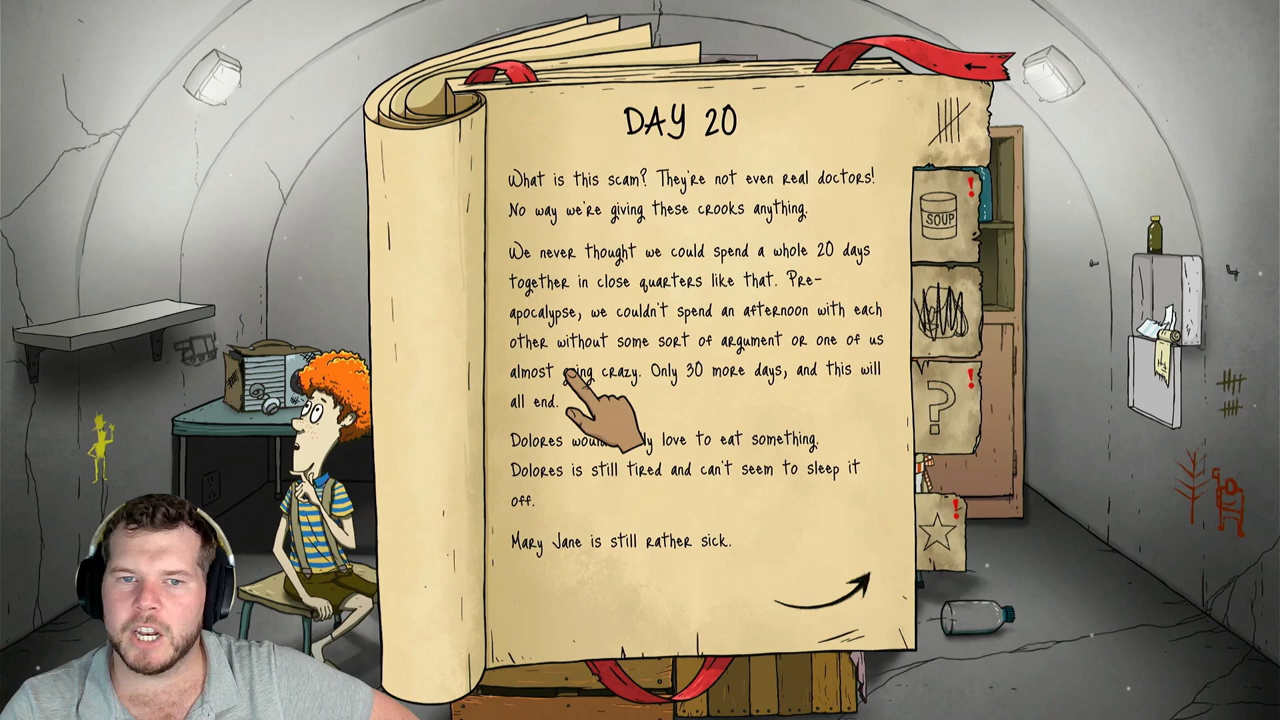 DAY 20
What is this scam? They're not even real doctors!
No way we're giving these crooks anything.
We never thought we could spend a whole 20 days
together in close quarters like that. Pre-
apocalypse, we couldn't spend an afternoon with each
other without some sort of argument or one of us
almost going crazy. Only 30 more days, and this will
all end.
Dolores love to eat something.
Dolores is still tired and can't seem to sleep it
off.
Mary Jane is still rather sick.
SOUP
!
?
!
!